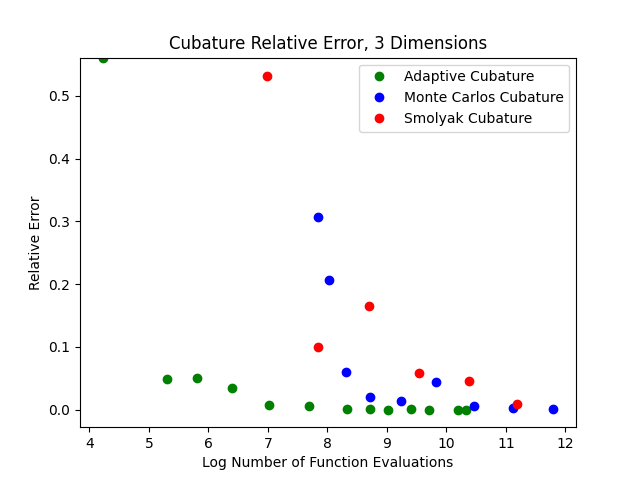 Cubature Relative Error, 3 Dimensions
Adaptive Cubature
Monte Carlos Cubature
Smolyak Cubature
Relative Error
0.5
0.4
0.3
0.2
0.1
0.0
4 5 6 7 8 9 10 11 12
Log Number of Function Evaluations